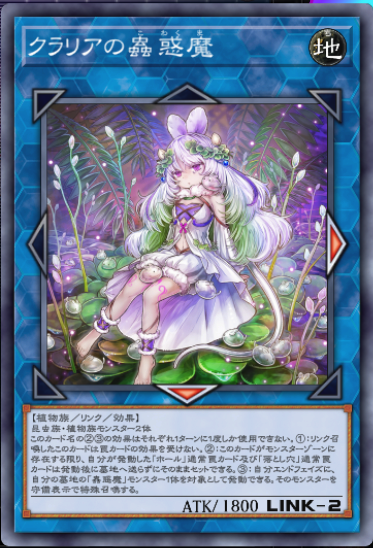 クラリアの蟲惑魔
こわくま
地
【植物族／リンク／効果】
昆虫族・植物族モンスター2体
このカード名の②③の効果はそれぞれ1ターンに1度しか使用できない。①：リンク召
喚したこのカードは罠カードの効果を受けない。②：このカードがモンスターゾーンに
存在する限り、自分が発動した「ホール」通常罠カード及び「落とし穴」通常罠
カードは発動後に墓地へ送らずにそのままセットできる。③：自分エンドフェイズに、
自分の墓地の「蟲惑魔」モンスター1体を対象として発動できる。そのモンスターを
守備表示で特殊召喚する。
ATK/ 1800 LINK-2